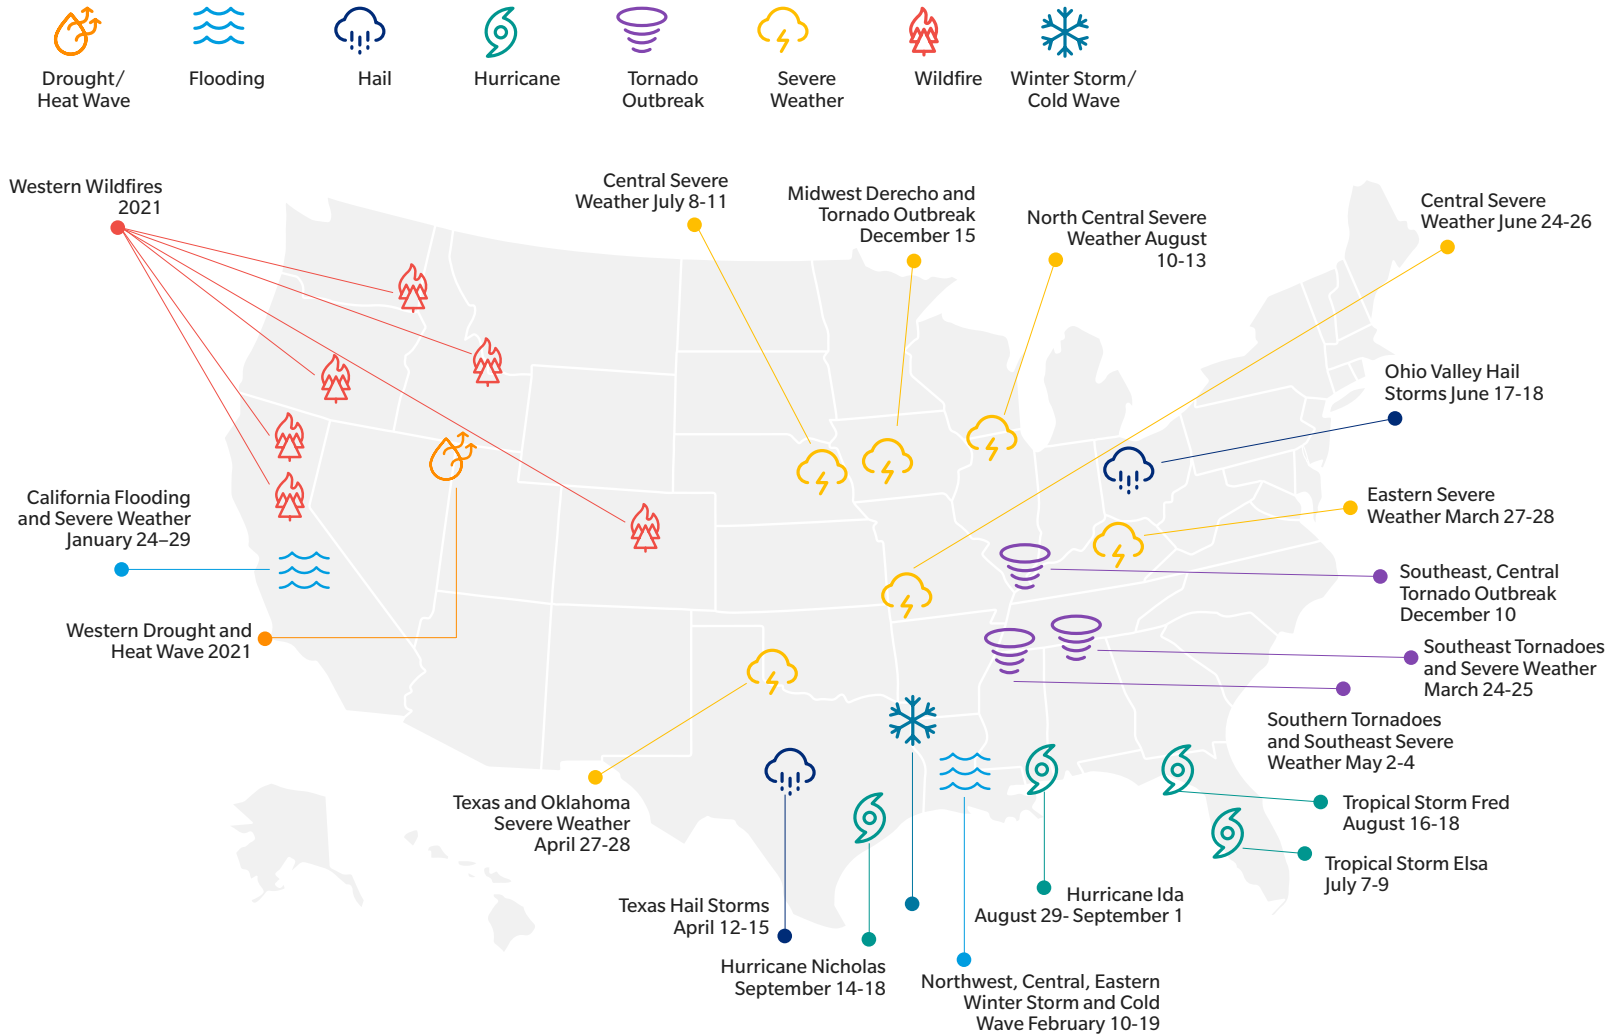 Drought/
Heat Wave
Flooding
Hail
Hurricane
Tornado
Outbreak
Severe
Weather
Wildfire
Winter Storm/
Cold Wave
Western Wildfires
2021
Central Severe
Weather July 8-11
Midwest Derecho and
Tornado Outbreak
December 15
North Central Severe
Weather August
10-13
Central Severe
Weather June 24-26
Ohio Valley Hail
Storms June 17-18
California Flooding
and Severe Weather
January 24–29
Eastern Severe
Weather March 27-28
Southeast, Central
Tornado Outbreak
December 10
Western Drought and
Heat Wave 2021
Southeast Tornadoes
and Severe Weather
March 24-25
Southern Tornadoes
and Southeast Severe
Weather May 2-4
Texas and Oklahoma
Severe Weather
April 27-28
Tropical Storm Fred
August 16-18
Tropical Storm Elsa
July 7-9
Texas Hail Storms
April 12-15
Hurricane Ida
August 29- September 1
Hurricane Nicholas
September 14-18
Northwest, Central, Eastern
Winter Storm and Cold
Wave February 10-19